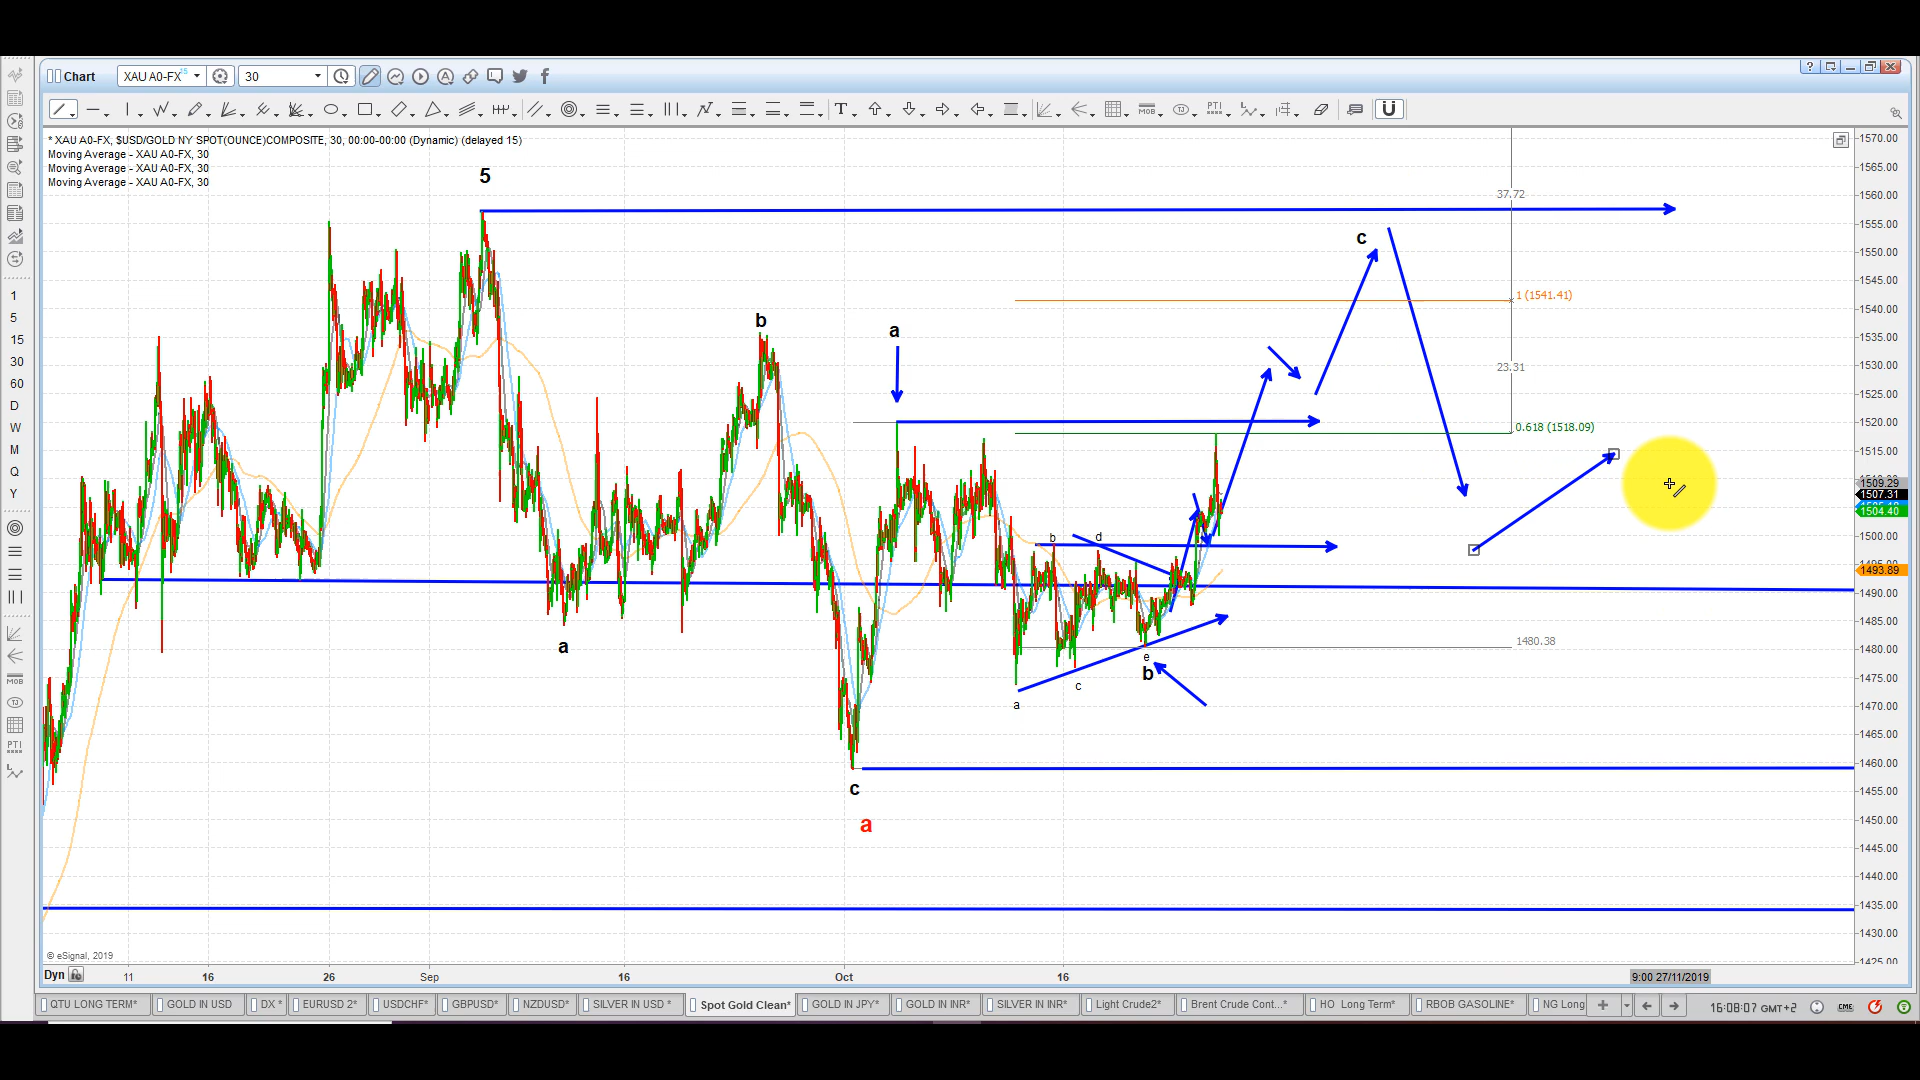 Chart
XAU A0-FX
30
* XAU A0-FX, $USD/GOLD NY SPOT(OUNCE)COMPOSITE, 30, 00:00-00:00 (Dynamic) (delayed 15)
Moving Average - XAU A0-FX, 30
Moving Average - XAU A0-FX, 30
Moving Average - XAU A0-FX, 30
1
5
15
30
60
D
W
M
Q
Y
MOB
TJ
PTI
5
b
a
c
a
c
a
b
d
a
c
e
b
37.72
1 (1541.41)
23.31
0.618 (1518.09)
1480.38
1570.00
1565.00
1560.00
1555.00
1550.00
1545.00
1540.00
1535.00
1530.00
1525.00
1520.00
1515.00
1509.29
1507.31
1504.40
1500.00
1493.89
1490.00
1485.00
1480.00
1475.00
1470.00
1465.00
1460.00
1455.00
1450.00
1445.00
1440.00
1435.00
1430.00
1425.00
© eSignal, 2019
Dyn
11
16
26
Sep
16
Oct
16
9:00 27/11/2019
QTU LONG TERM*
GOLD IN USD
DX *
EURUSD 2*
USDCHF*
GBPUSD*
NZDUSD*
SILVER IN USD *
Spot Gold Clean*
GOLD IN JPY*
GOLD IN INR*
SILVER IN INR*
Light Crude2*
Brent Crude Cont...*
HO Long Term*
RBOB GASOLINE*
NG Long
16:08:07 GMT+2
CME